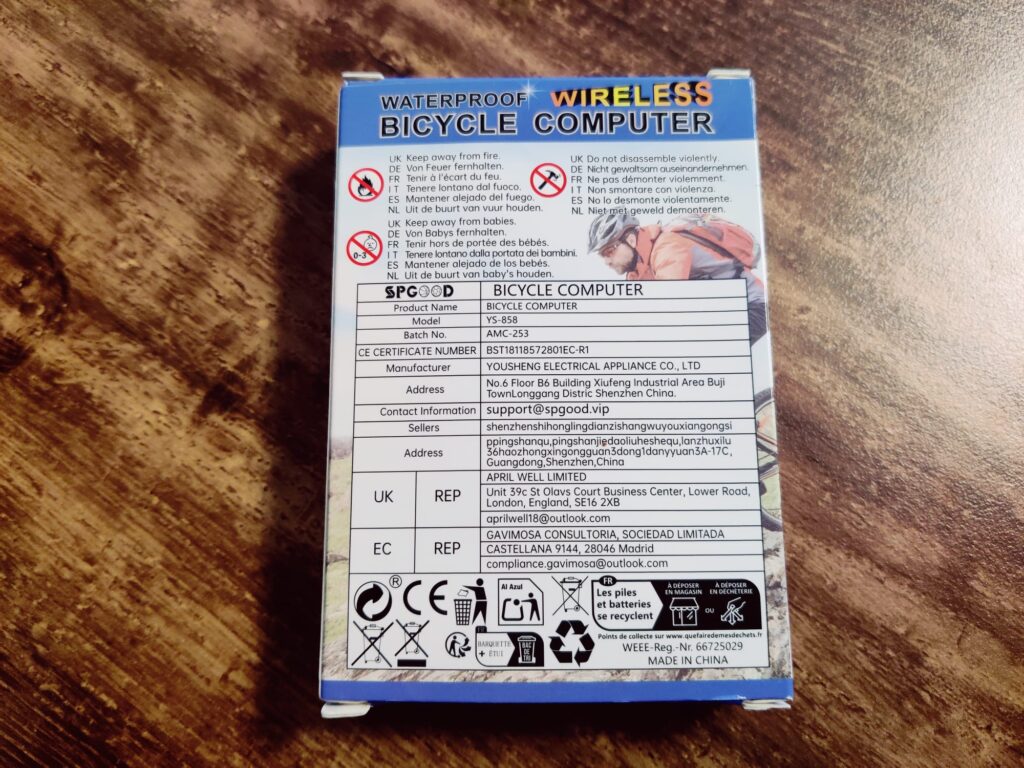 WATERPROOF WIRELESS
BICYCLE COMPUTER
UK Keep away from fire.
DE Von Feuer fernhalten.
FR Tenir à l'écart du feu.
IT Tenere lontano dal fuoco.
ES Mantener alejado del fuego.
NL Uit de buurt van vuur houden.
UK Do not disassemble violently.
DE Nicht gewaltsam auseinandernehmen.
FR Ne pas démonter violemment.
IT Non smontare con violenza.
ES No lo desmonte violentamente.
NL Niet met geweld demonteren.
0-3
UK Keep away from babies.
DE Von Babys fernhalten.
FR Tenir hors de portée des bébés.
IT Tenere lontano dalla portata dei bambini.
ES Mantener alejado de los bebés.
NL Uit de buurt van baby's houden.
SPGOOD BICYCLE COMPUTER
Product Name BICYCLE COMPUTER
Model YS-858
Batch No. AMC-253
CE CERTIFICATE NUMBER BST18118572801EC-R1
Manufacturer YOUSHENG ELECTRICAL APPLIANCE CO., LTD
Address No.6 Floor B6 Building Xiufeng Industrial Area Buji
TownLonggang Distric Shenzhen China.
Contact Information support@spgood.vip
Sellers shenzhenshihonglingdianzishangwuyouxiangongsi
Address ppingshanqu,pingshanjiedaoliuheshequ,lanzhuxilu
36haozhongxingongguan3dong1danyyuan3A-17C,
Guangdong,Shenzhen,China
UK REP APRIL WELL LIMITED
Unit 39c St Olavs Court Business Center, Lower Road,
London, England, SE16 2XB
aprilwell18@outlook.com
EC REP GAVIMOSA CONSULTORIA, SOCIEDAD LIMITADA
CASTELLANA 9144, 28046 Madrid
compliance.gavimosa@outlook.com
® CE
Al Azul
FR
Les piles
et batteries
se recyclent
À DÉPOSER
EN MAGASIN
OU
À DÉPOSER
EN DÉCHÈTERIE
Points de collecte sur www.quefairedemesdechets.fr
BARQUETTE
+ ÉTUI
BAC
DE
TRI
WEEE-Reg.-Nr. 66725029
MADE IN CHINA